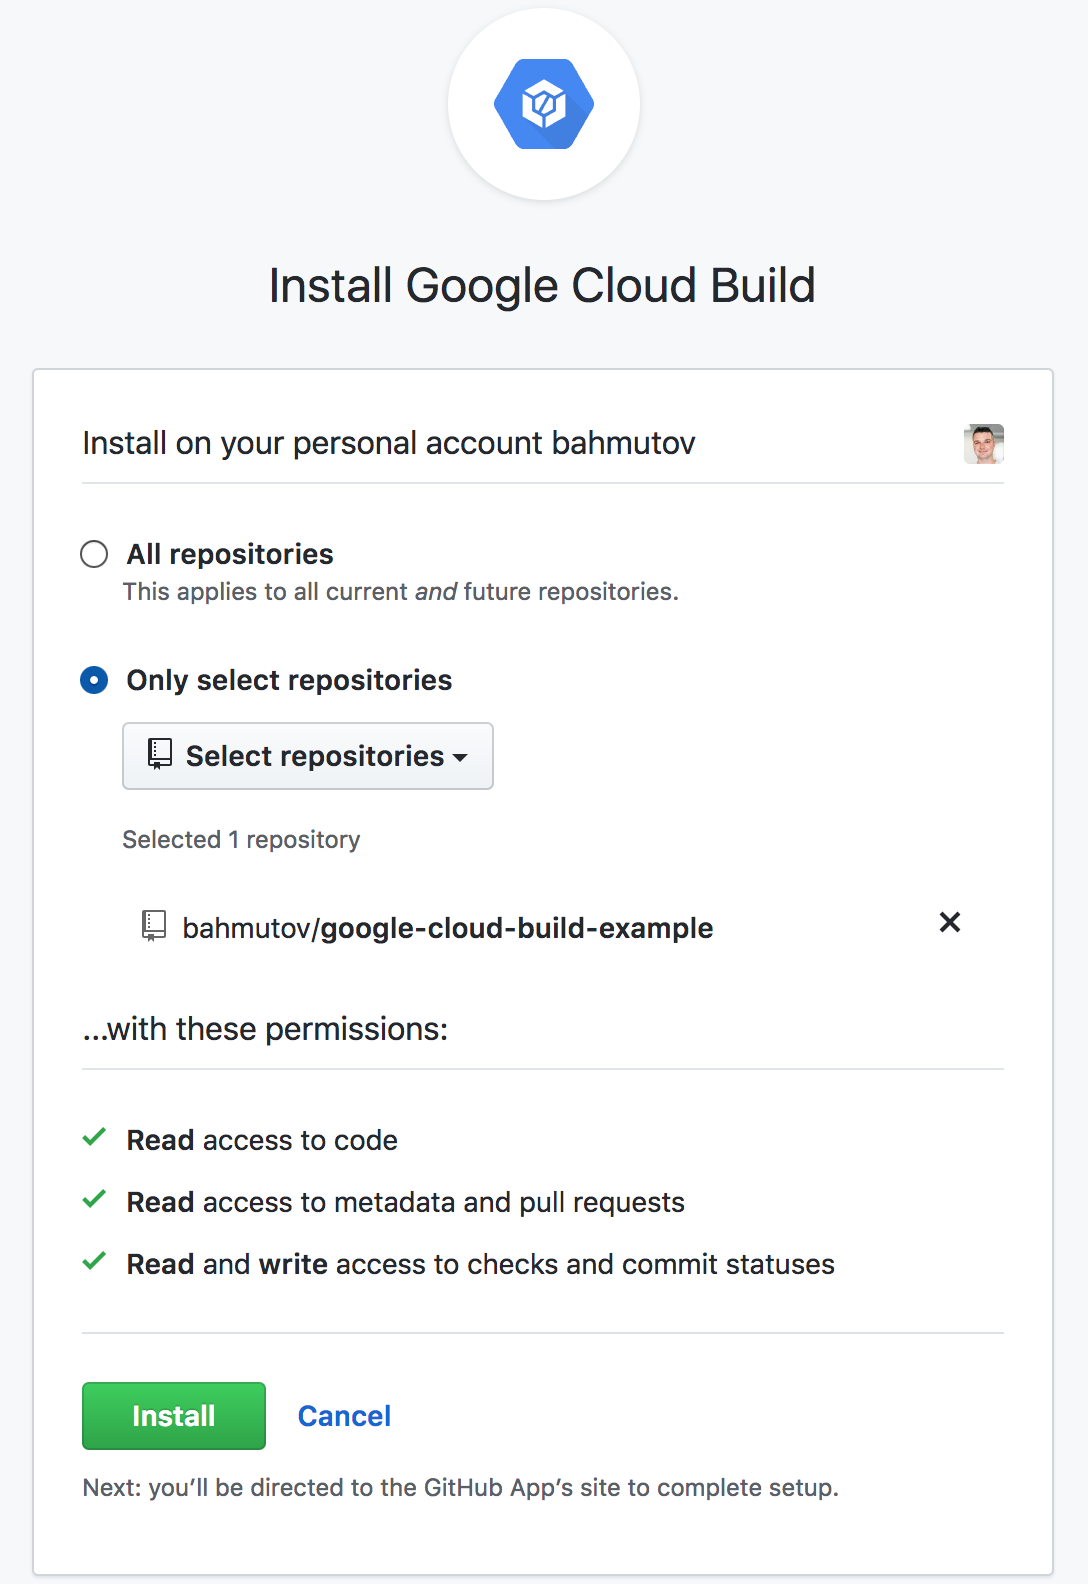 Install Google Cloud Build
Install on your personal account bahmutov
All repositories
This applies to all current and future repositories.
Only select repositories
Select repositories
Selected 1 repository
bahmutov/google-cloud-build-example
...with these permissions:
Read access to code
Read access to metadata and pull requests
Read and write access to checks and commit statuses
Install Cancel
Next: you’ll be directed to the GitHub App’s site to complete setup.